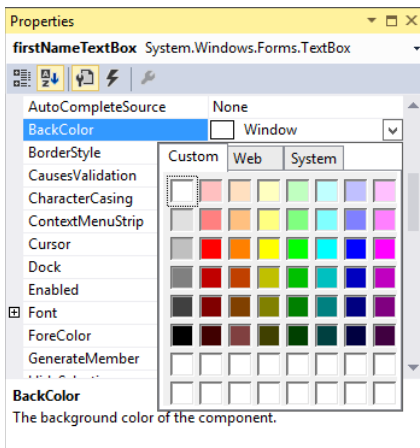 Properties
firstNameTextBox System.Windows.Forms.TextBox
AutoCompleteSource None
BackColor Window
BorderStyle
Custom Web System
CausesValidation
CharacterCasing
ContextMenuStrip
Cursor
Dock
Enabled
Font
ForeColor
GenerateMember
BackColor
The background color of the component.